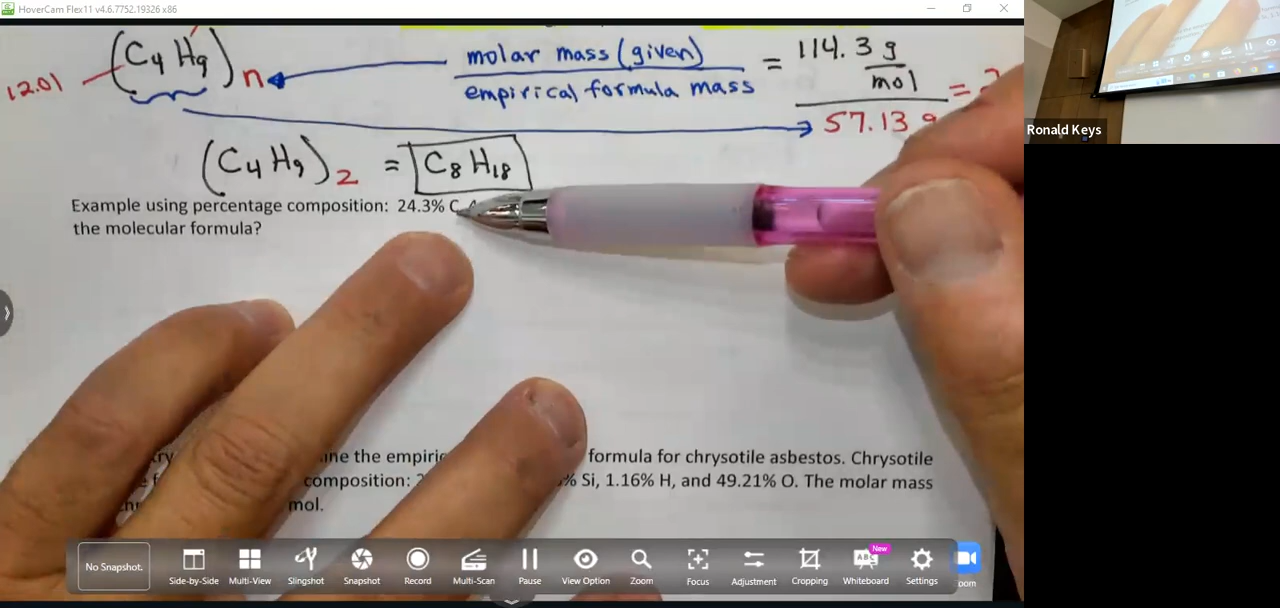 HoverCam Flex11 v4.6.7752.19326 x86
(C4 H9)n
molar mass (given)
empirical formula mass
= 114.3 g
mol
12.01
57.13 g
=
(C4 H9)2 = C8 H18
Ronald Keys
Example using percentage composition: 24.3% C
the molecular formula?
formula for chrysotile asbestos. Chrysotile
composition: % Si, 1.16% H, and 49.21% O. The molar mass
mol.
No Snapshot.
Side-by-Side
Multi-View
Slingshot
Snapshot
Record
Multi-Scan
Pause
View Option
Zoom
Focus
Adjustment
Cropping
New
ABC
Whiteboard
Settings
oom